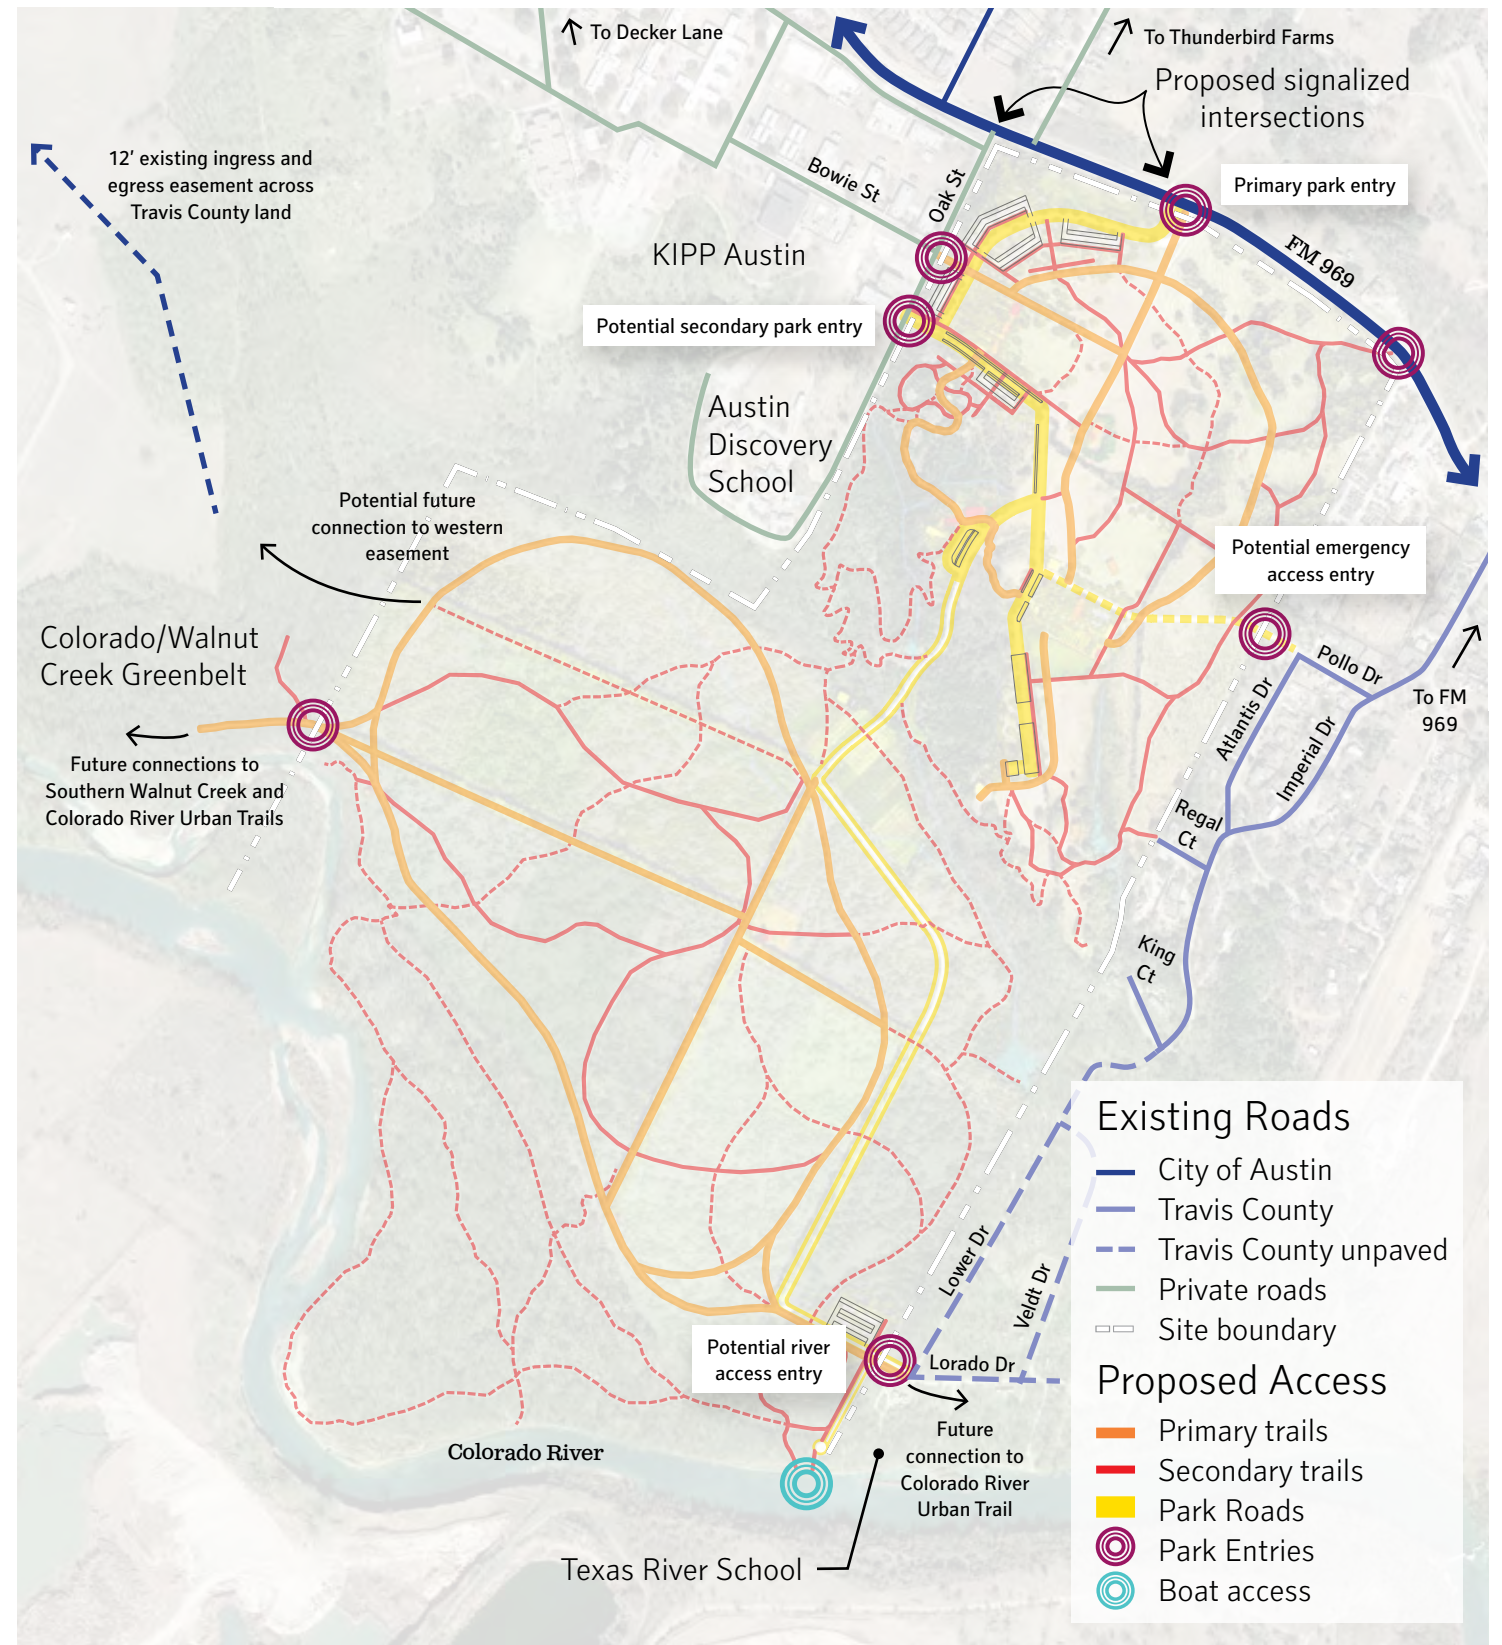 To Decker Lane
To Thunderbird Farms
Proposed signalized
intersections
12’ existing ingress and
egress easement across
Travis County land
Bowie St
Oak St
Primary park entry
KIPP Austin
FM 969
Potential secondary park entry
Austin
Discovery
School
Potential future
connection to western
easement
Potential emergency
access entry
Colorado/Walnut
Creek Greenbelt
Pollo Dr
Atlantis Dr
Imperial Dr
To FM
969
Future connections to
Southern Walnut Creek and
Colorado River Urban Trails
Regal
Ct
King
Ct
Lower Dr
Veldt Dr
Potential river
access entry
Lorado Dr
Future
connection to
Colorado River
Urban Trail
Colorado River
Texas River School
Existing Roads
City of Austin
Travis County
Travis County unpaved
Private roads
Site boundary
Proposed Access
Primary trails
Secondary trails
Park Roads
Park Entries
Boat access